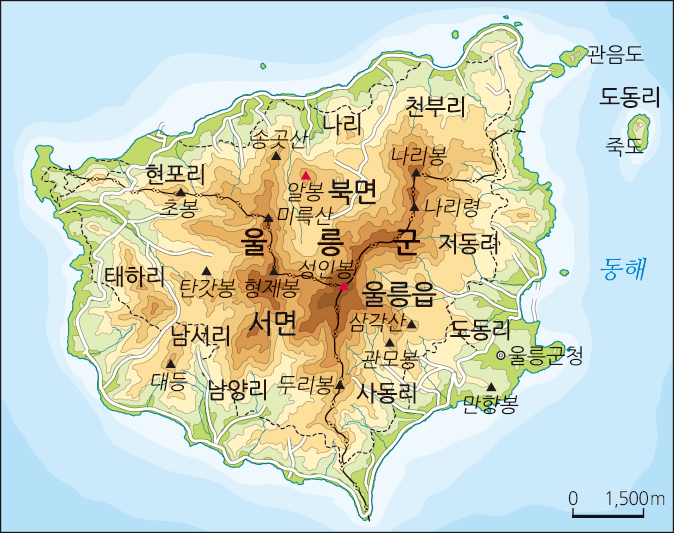 관음도
도동리
죽도
천부리
나리
송곳산
나리봉
현포리
알봉
북면
초봉
미륵산
나리령
울릉군
저동리
동해
태하리
성인봉
탄갓봉
형제봉
울릉읍
서면
삼각산
도동리
남서리
관모봉
울릉군청
대등
남양리
두리봉
사동리
만향봉
0 1,500m